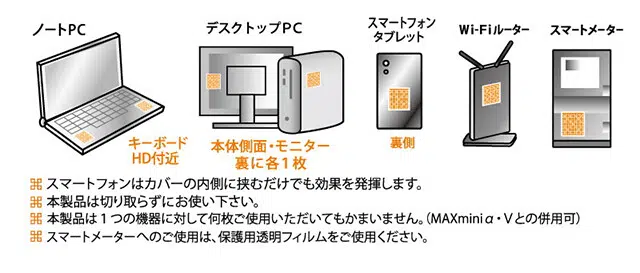 ノートPC
デスクトップPC
スマートフォン
タブレット
Wi-Fiルーター
スマートメーター
キーボード
HD付近
本体側面・モニター
裏に各1枚
裏側
スマートフォンはカバーの内側に挟むだけでも効果を発揮します。
本製品は切り取らずにお使い下さい。
本製品は1つの機器に対して何枚ご使用いただいてもかまいません。(MAXminiα・Vとの併用可)
スマートメーターへのご使用は、保護用透明フィルムをご使用ください。